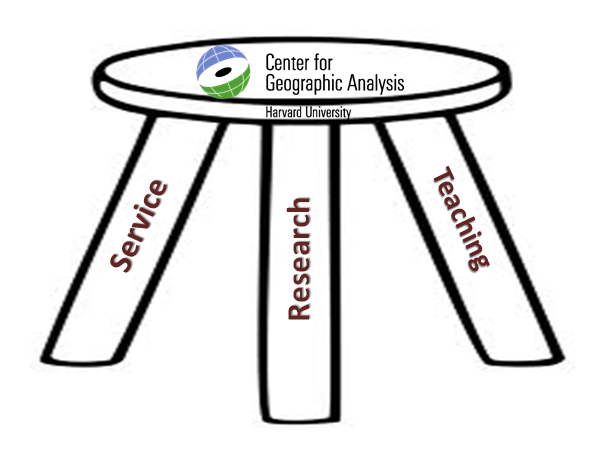 Center for
Geographic Analysis
Harvard University
Service
Research
Teaching